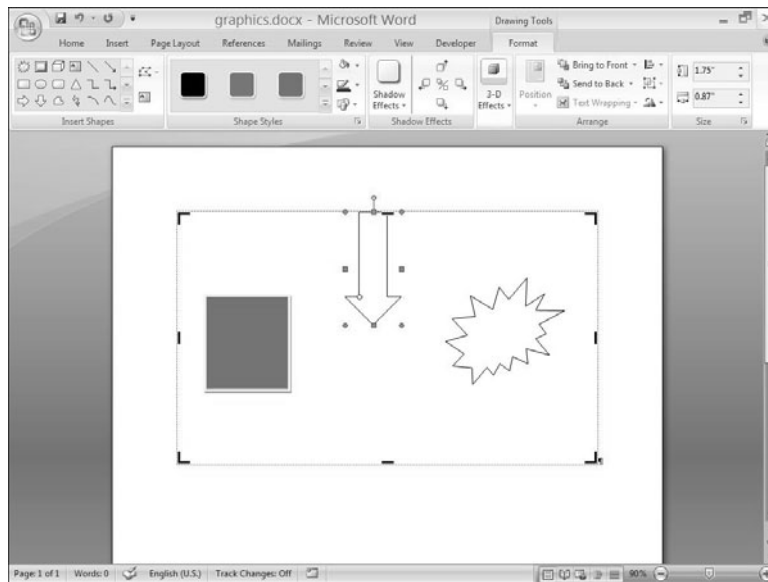 graphics.docx - Microsoft Word
Drawing Tools
Home Insert Page Layout References Mailings Review View Developer Format
Shadow Effects
3-D Effects
Position
Bring to Front
Send to Back
Text Wrapping
1.75"
0.87"
Insert Shapes
Shape Styles
Shadow Effects
Arrange
Size
Page: 1 of 1 Words: 0 English (U.S.) Track Changes: Off 90%